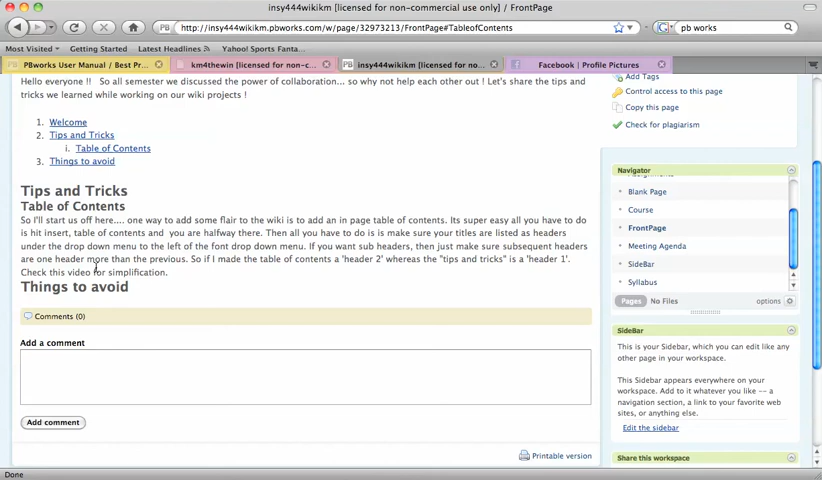 insy444wikikm [licensed for non-commercial use only] / FrontPage
http://insy444wikikm.pbworks.com/w/page/32973213/FrontPage#TableofContents
pb works
Most Visited Getting Started Latest Headlines Yahoo! Sports Fanta...
PBworks User Manual / Best Pr... km4thewin [licensed for non-c... insy444wikikm [licensed for no... Facebook | Profile Pictures
Hello everyone !! So all semester we discussed the power of collaboration... so why not help each other out ! Let's share the tips and
tricks we learned while working on our wiki projects !
1. Welcome
2. Tips and Tricks
i. Table of Contents
3. Things to avoid
Tips and Tricks
Table of Contents
So I'll start us off here.... one way to add some flair to the wiki is to add an in page table of contents. Its super easy all you have to do
is hit insert, table of contents and you are halfway there. Then all you have to do is make sure your titles are listed as headers
under the drop down menu to the left of the font drop down menu. If you want sub headers, then just make sure subsequent headers
are one header more than the previous. So if I made the table of contents a 'header 2' whereas the "tips and tricks" is a 'header 1'.
Check this video for simplification.
Things to avoid
Comments (0)
Add a comment
Add comment
Printable version
Add Tags
Control access to this page
Copy this page
Check for plagiarism
Navigator
Blank Page
Course
FrontPage
Meeting Agenda
SideBar
Syllabus
Pages No Files options
SideBar
This is your Sidebar, which you can edit like any
other page in your workspace.
This Sidebar appears everywhere on your
workspace. Add to it whatever you like -- a
navigation section, a link to your favorite web
sites, or anything else.
Edit the sidebar
Share this workspace
Done